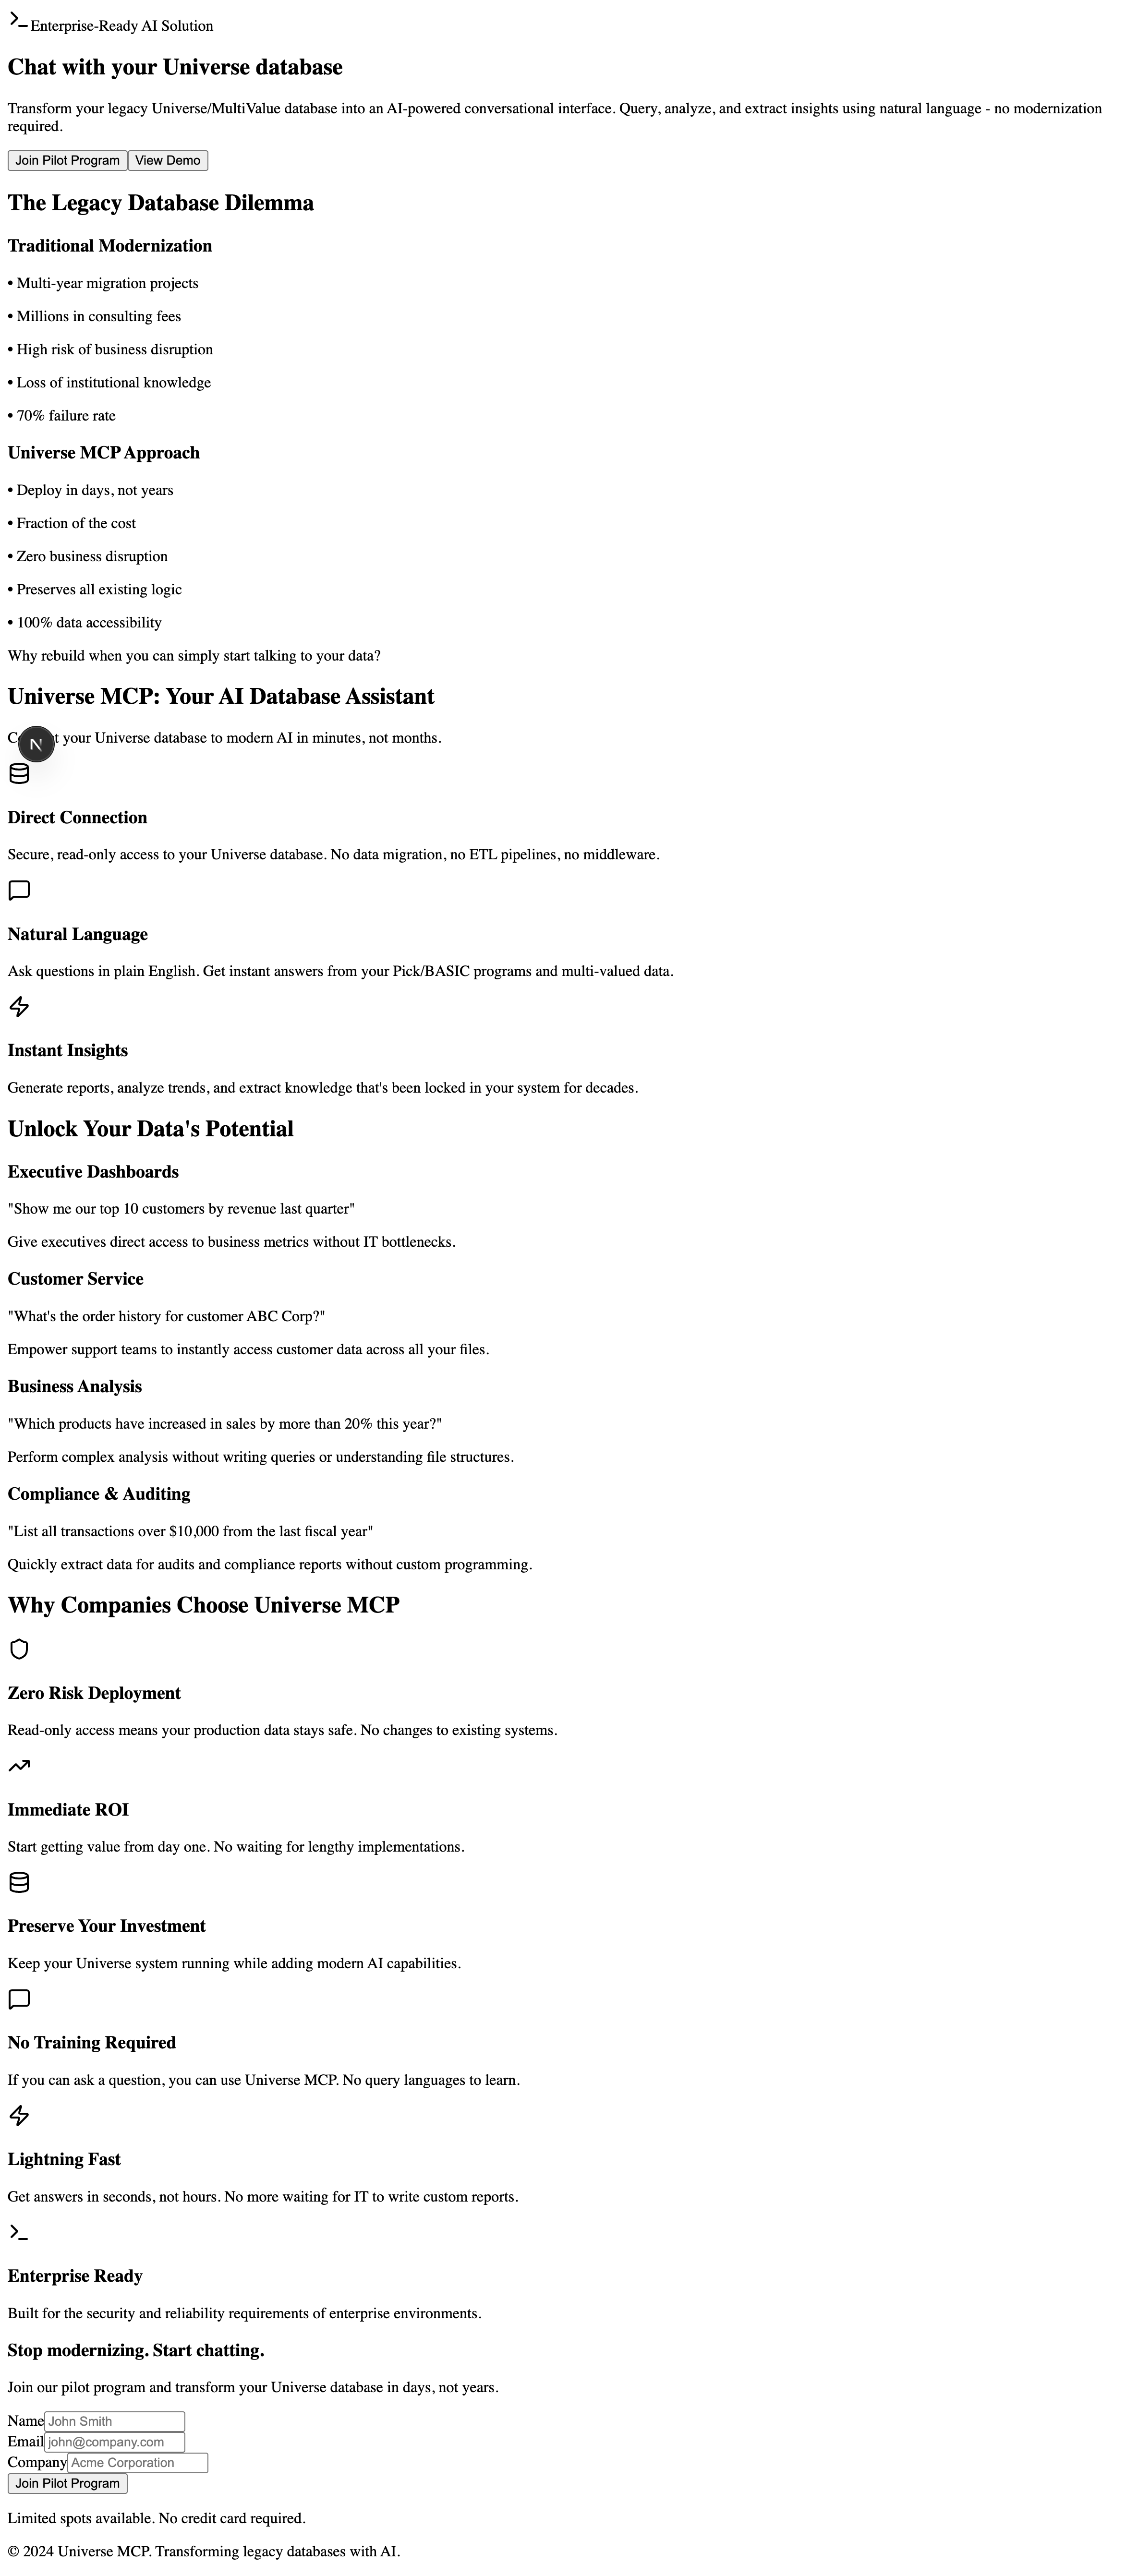 Enterprise-Ready AI Solution
Chat with your Universe database
Transform your legacy Universe/MultiValue database into an AI-powered conversational interface. Query, analyze, and extract insights using natural language - no modernization
required.
Join Pilot Program View Demo
The Legacy Database Dilemma
Traditional Modernization
• Multi-year migration projects
• Millions in consulting fees
• High risk of business disruption
• Loss of institutional knowledge
• 70% failure rate
Universe MCP Approach
• Deploy in days, not years
• Fraction of the cost
• Zero business disruption
• Preserves all existing logic
• 100% data accessibility
Why rebuild when you can simply start talking to your data?
Universe MCP: Your AI Database Assistant
your Universe database to modern AI in minutes, not months.
N
Direct Connection
Secure, read-only access to your Universe database. No data migration, no ETL pipelines, no middleware.
Natural Language
Ask questions in plain English. Get instant answers from your Pick/BASIC programs and multi-valued data.
Instant Insights
Generate reports, analyze trends, and extract knowledge that's been locked in your system for decades.
Unlock Your Data's Potential
Executive Dashboards
"Show me our top 10 customers by revenue last quarter"
Give executives direct access to business metrics without IT bottlenecks.
Customer Service
"What's the order history for customer ABC Corp?"
Empower support teams to instantly access customer data across all your files.
Business Analysis
"Which products have increased in sales by more than 20% this year?"
Perform complex analysis without writing queries or understanding file structures.
Compliance & Auditing
"List all transactions over $10,000 from the last fiscal year"
Quickly extract data for audits and compliance reports without custom programming.
Why Companies Choose Universe MCP
Zero Risk Deployment
Read-only access means your production data stays safe. No changes to existing systems.
Immediate ROI
Start getting value from day one. No waiting for lengthy implementations.
Preserve Your Investment
Keep your Universe system running while adding modern AI capabilities.
No Training Required
If you can ask a question, you can use Universe MCP. No query languages to learn.
Lightning Fast
Get answers in seconds, not hours. No more waiting for IT to write custom reports.
Enterprise Ready
Built for the security and reliability requirements of enterprise environments.
Stop modernizing. Start chatting.
Join our pilot program and transform your Universe database in days, not years.
Name John Smith
Email john@company.com
Company Acme Corporation
Join Pilot Program
Limited spots available. No credit card required.
© 2024 Universe MCP. Transforming legacy databases with AI.